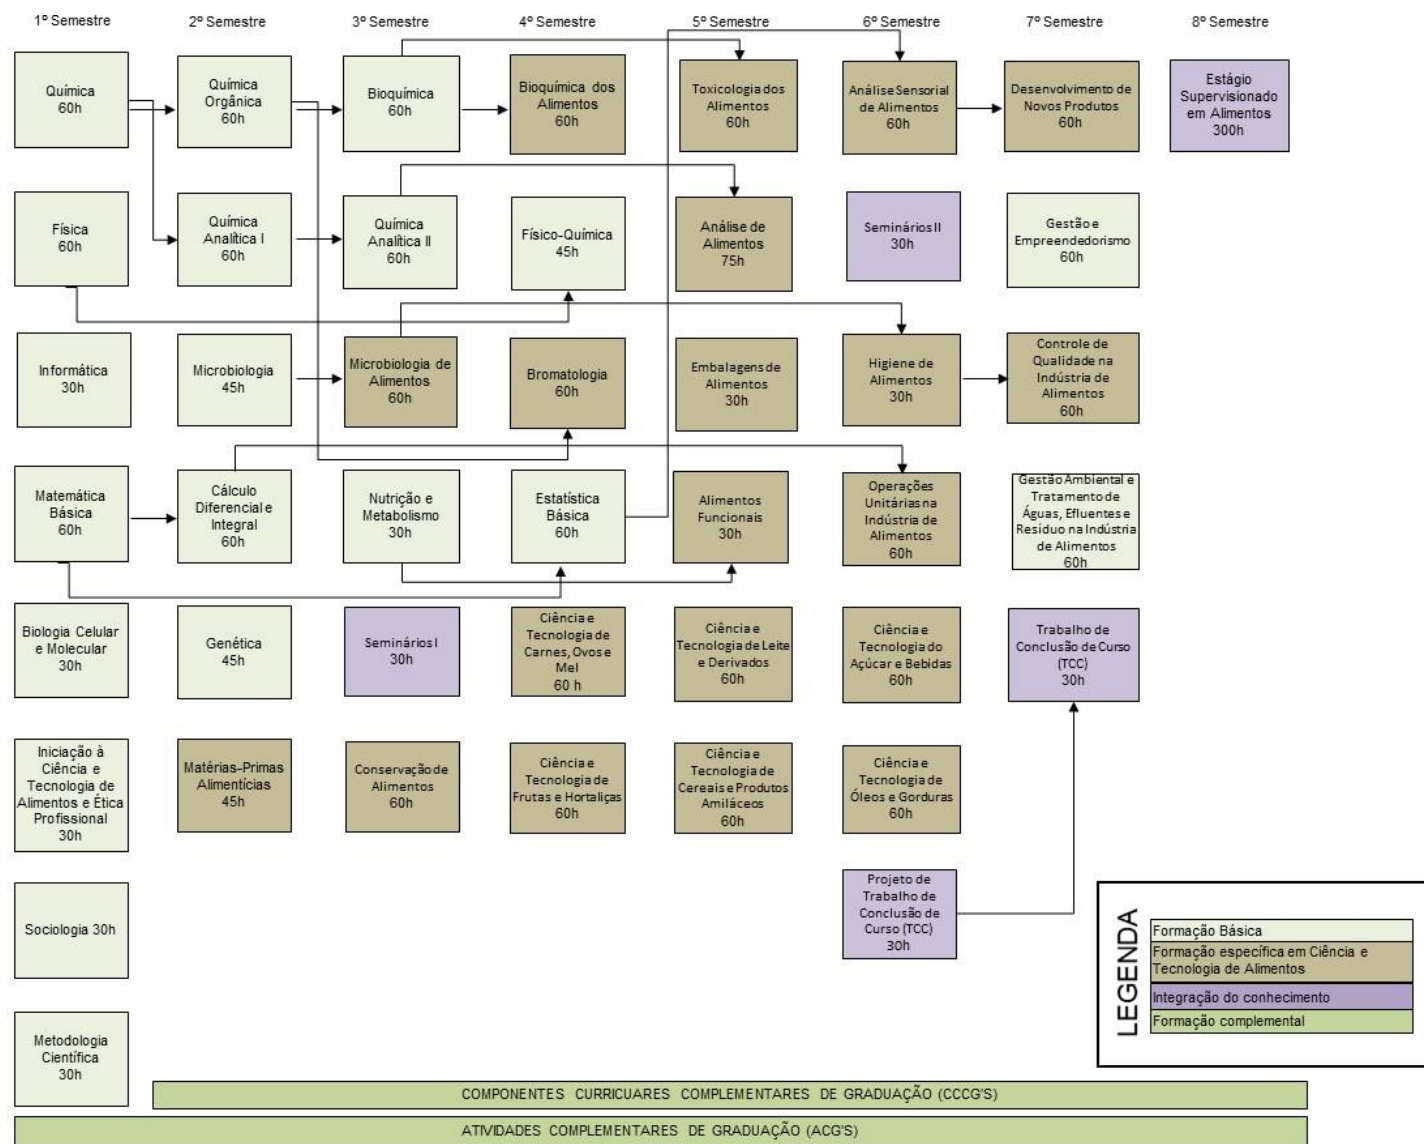 1º Semestre
2º Semestre
3º Semestre
4º Semestre
5º Semestre
6º Semestre
7º Semestre
8º Semestre
Química
60h
Química
Orgânica
60h
Bioquímica
60h
Bioquímica dos
Alimentos
60h
Toxicologia dos
Alimentos
60h
Análise Sensorial
de Alimentos
60h
Desenvolvimento de
Novos Produtos
60h
Estágio
Supervisionado
em Alimentos
300h
Física
60h
Química
Analítica I
60h
Química
Analítica II
60h
Físico-Química
45h
Análise de
Alimentos
75h
Seminários II
30h
Gestão e
Empreendedorismo
60h
Informática
30h
Microbiologia
45h
Microbiologia de
Alimentos
60h
Bromatologia
60h
Embalagens de
Alimentos
30h
Higiene de
Alimentos
30h
Controle de
Qualidade na
Indústria de
Alimentos
60h
Matemática
Básica
60h
Cálculo
Diferencial e
Integral
60h
Nutrição e
Metabolismo
30h
Estatística
Básica
60h
Alimentos
Funcionais
30h
Operações
Unitárias na
Indústria de
Alimentos
60h
Gestão Ambiental e
Tratamento de
Águas, Efluentes e
Resíduo na Indústria
de Alimentos
60h
Biologia Celular
e Molecular
30h
Genética
45h
Seminários I
30h
Ciência e
Tecnologia de
Carnes, Ovos e
Mel
60 h
Ciência e
Tecnologia de Leite
e Derivados
60h
Ciência e
Tecnologia do
Açúcar e Bebidas
60h
Trabalho de
Conclusão de Curso
(TCC)
30h
Iniciação à
Ciência e
Tecnologia de
Alimentos e Ética
Profissional
30h
Matérias-Primas
Alimentícias
45h
Conservação de
Alimentos
60h
Ciência e
Tecnologia de
Frutas e Hortaliças
60h
Ciência e
Tecnologia de
Cereais e Produtos
Amiláceos
60h
Ciência e
Tecnologia de
Óleos e Gorduras
60h
Sociologia 30h
Projeto de
Trabalho de
Conclusão de
Curso (TCC)
30h
Metodologia
Científica
30h
LEGENDA
Formação Básica
Formação específica em Ciência e
Tecnologia de Alimentos
Integração do conhecimento
Formação complemental
COMPONENTES CURRICUARES COMPLEMENTARES DE GRADUAÇÃO (CCCG'S)
ATIVIDADES COMPLEMENTARES DE GRADUAÇÃO (ACG'S)